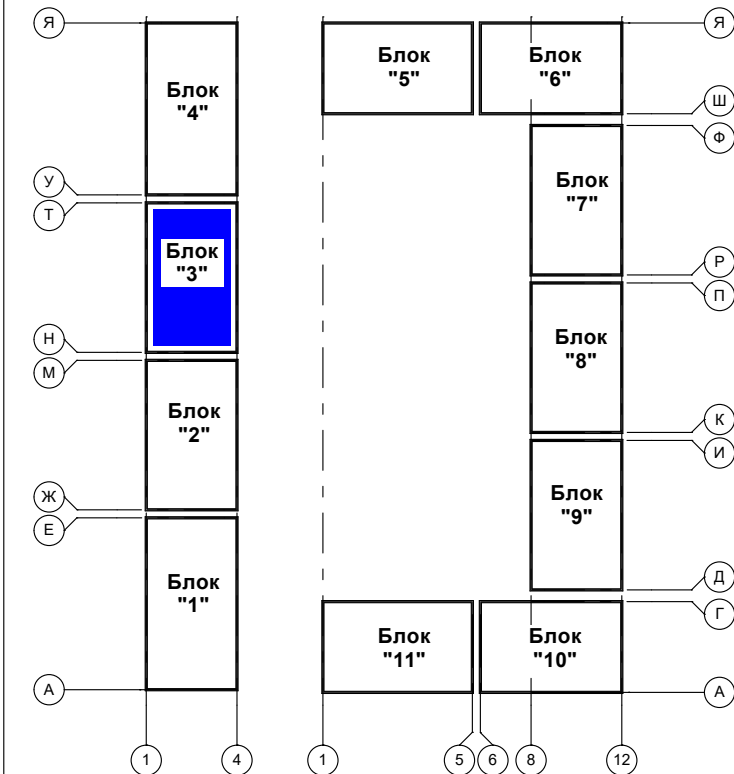 Я
Я
Блок
"4"
Блок
"5"
Блок
"6"
Ш
Ф
У
Т
Блок
"7"
Блок
"3"
Р
П
Н
М
Блок
"8"
Блок
"2"
К
И
Ж
Е
Блок
"9"
Блок
"1"
Д
Г
Блок
"11"
Блок
"10"
А
А
1
4
1
5
6
8
12